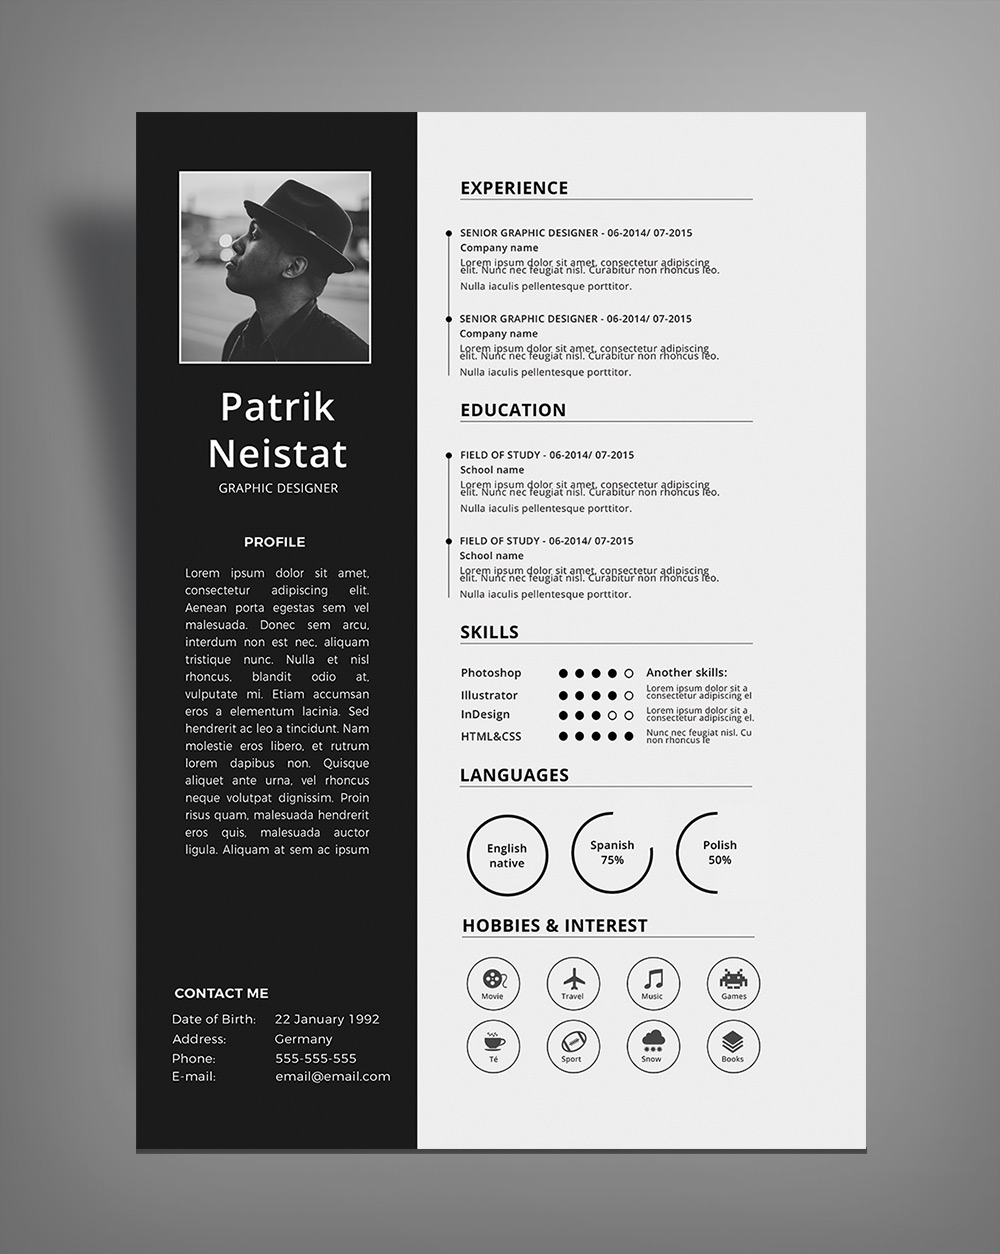 Patrik
Neistat
GRAPHIC DESIGNER
PROFILE
Lorem ipsum dolor sit amet,
consectetur adipiscing elit.
Aenean porta egestas sem vel
malesuada. Donec sem arcu,
interdum non est nec, aliquam
tristique nunc. Nulla et nisl
rhoncus, blandit odio at,
vulputate mi. Etiam accumsan
eros a elementum lacinia. Sed
hendrerit ac leo a tincidunt. Nam
molestie eros libero, et rutrum
lorem dapibus non. Quisque
aliquet ante urna, vel rhoncus
neque volutpat dignissim. Proin
risus quam, malesuada hendrerit
eros quis, malesuada auctor
ligula. Aliquam at sem ac ipsum
CONTACT ME
Date of Birth: 22 January 1992
Address: Germany
Phone: 555-555-555
E-mail: email@email.com
EXPERIENCE
SENIOR GRAPHIC DESIGNER - 06-2014/ 07-2015
Company name
Lorem ipsum dolor sit amet, consectetur adipiscing
elit. Nunc nec feugiat nisl. Curabitur non rhoncus leo.
Nulla iaculis pellentesque porttitor.
SENIOR GRAPHIC DESIGNER - 06-2014/ 07-2015
Company name
Lorem ipsum dolor sit amet, consectetur adipiscing
elit. Nunc nec feugiat nisl. Curabitur non rhoncus leo.
Nulla iaculis pellentesque porttitor.
EDUCATION
FIELD OF STUDY - 06-2014/ 07-2015
School name
Lorem ipsum dolor sit amet, consectetur adipiscing
elit. Nunc nec feugiat nisl. Curabitur non rhoncus leo.
Nulla iaculis pellentesque porttitor.
FIELD OF STUDY - 06-2014/ 07-2015
School name
Lorem ipsum dolor sit amet, consectetur adipiscing
elit. Nunc nec feugiat nisl. Curabitur non rhoncus leo.
Nulla iaculis pellentesque porttitor.
SKILLS
Photoshop
Illustrator
InDesign
HTML&CSS
Another skills:
Lorem ipsum dolor sit a
consectetur adipiscing el
Lorem ipsum dolor sit a
consectetur adipiscing el.
Nunc nec feugiat nisl. Cu
non rhoncus le
LANGUAGES
English
native
Spanish
75%
Polish
50%
HOBBIES & INTEREST
Movie
Travel
Music
Games
Té
Sport
Snow
Books